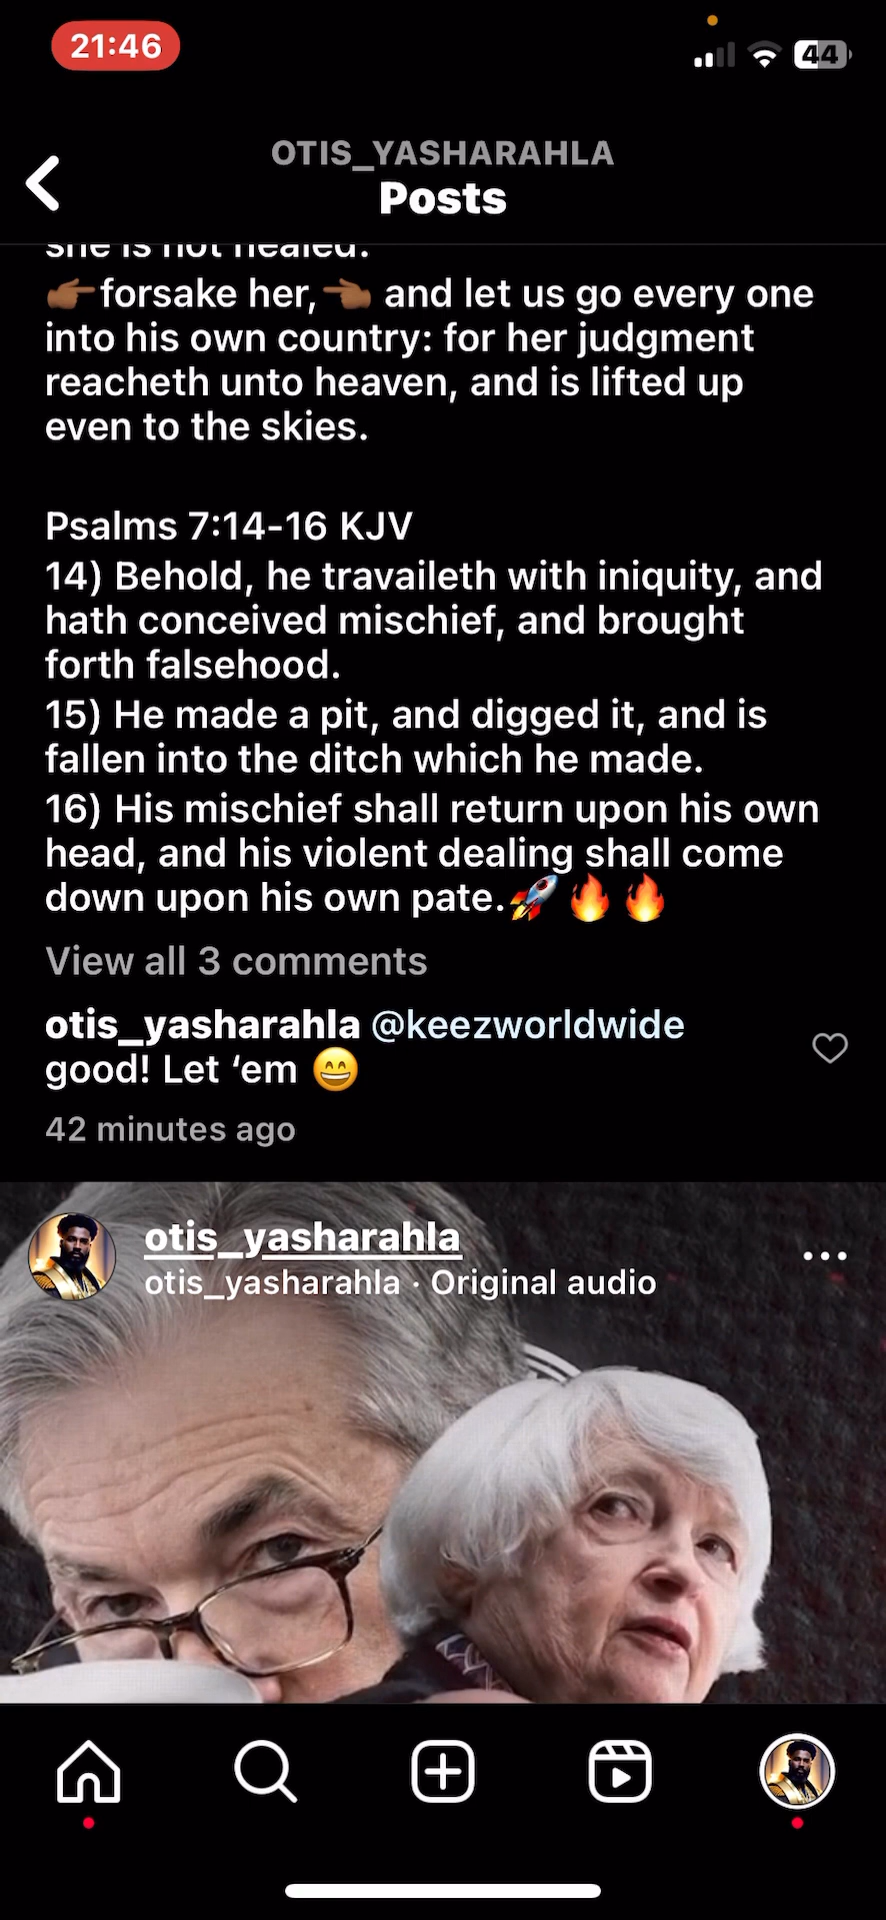 21:46
44
OTIS_YASHARAHLA
Posts
she is not healed:
👉🏾forsake her,👈🏾 and let us go every one
into his own country: for her judgment
reacheth unto heaven, and is lifted up
even to the skies.
Psalms 7:14-16 KJV
14) Behold, he travaileth with iniquity, and
hath conceived mischief, and brought
forth falsehood.
15) He made a pit, and digged it, and is
fallen into the ditch which he made.
16) His mischief shall return upon his own
head, and his violent dealing shall come
down upon his own pate.🚀🔥🔥
View all 3 comments
otis_yasharahla @keezworldwide
good! Let ‘em 😄
42 minutes ago
otis_yasharahla
otis_yasharahla · Original audio